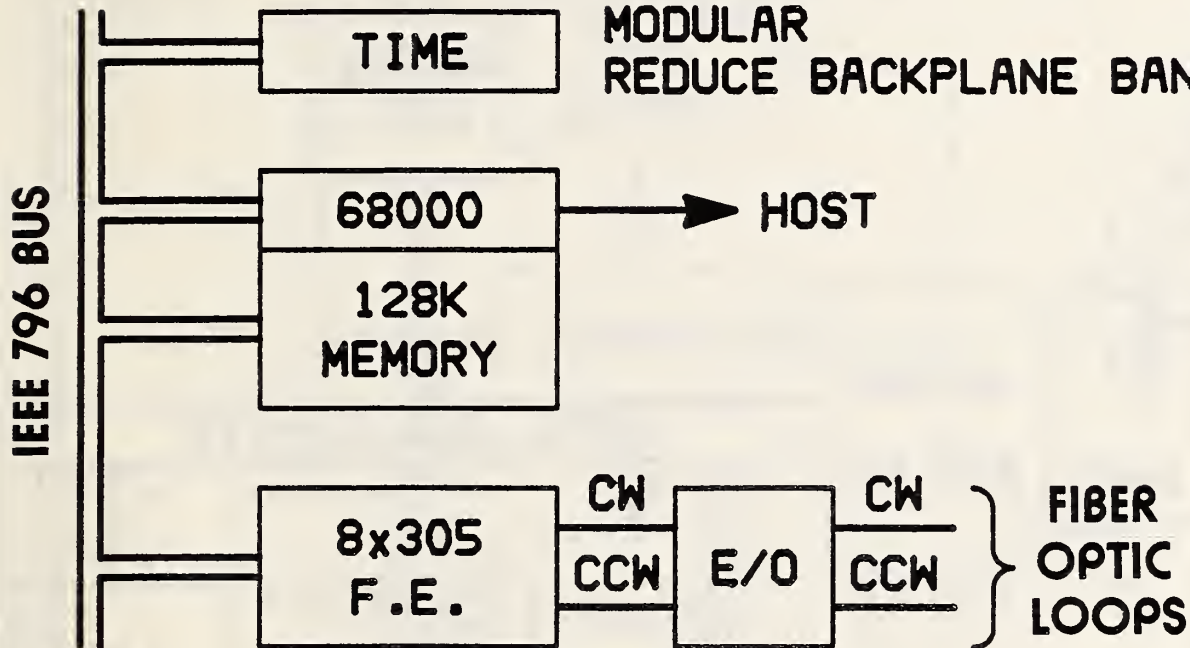 TIME
MODULAR
REDUCE BACKPLANE BAN
IEEE 796 BUS
68000
HOST
128K
MEMORY
8x305
F.E.
CW
CCW
E/O
CW
CCW
FIBER
OPTIC
LOOPS